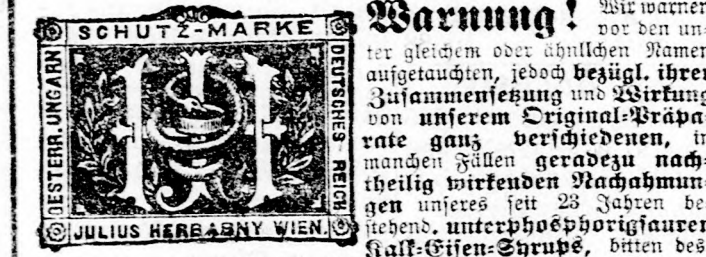 SCHUTZ-MARKE
OESTERR. UNGARN
DEUTSCHES REICH
JULIUS HERBABNY WIEN.
Warnung! Wir warnen
vor den un-
ter gleichem oder ähnlichen Namen
aufgetauchten, jedoch bezügl. ihrer
Zusammensetzung und Wirkung
von unserem Original-Präpa-
rate ganz verschiedenen, in
manchen Fällen geradezu nach-
theilig wirkenden Nachahmun-
gen unseres seit 23 Jahren be-
stehend. unterphosphorigsauren
Kalk-Eisen-Syrups, bitten des-